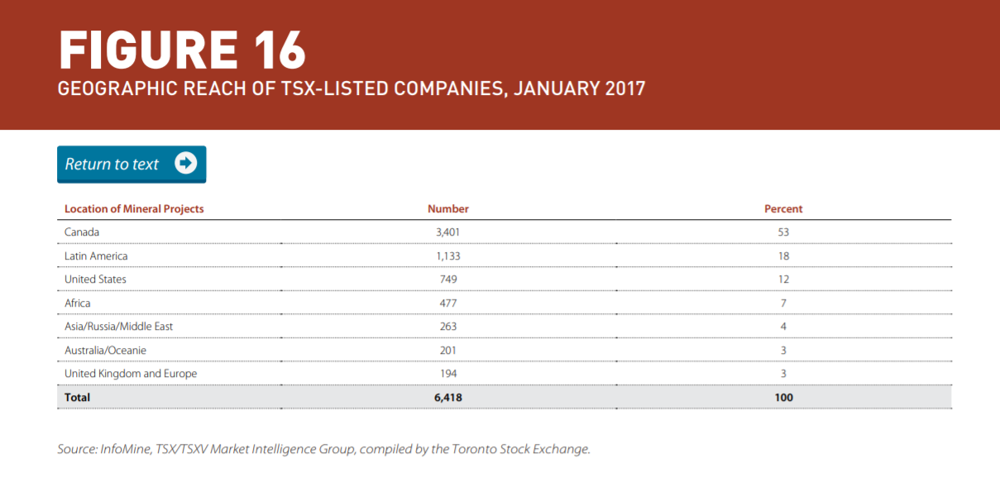 FIGURE 16
GEOGRAPHIC REACH OF TSX-LISTED COMPANIES, JANUARY 2017
Return to text
Location of Mineral Projects Number Percent
Canada 3,401 53
Latin America 1,133 18
United States 749 12
Africa 477 7
Asia/Russia/Middle East 263 4
Australia/Oceanie 201 3
United Kingdom and Europe 194 3
Total 6,418 100
Source: InfoMine, TSX/TSXV Market Intelligence Group, compiled by the Toronto Stock Exchange.